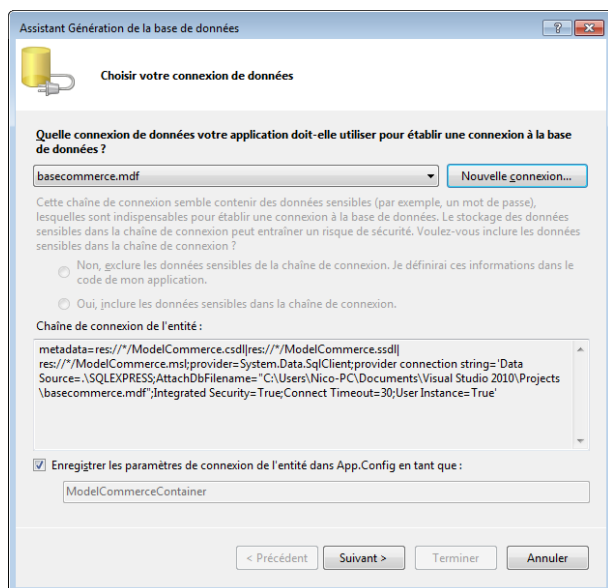 Assistant Génération de la base de données
Choisir votre connexion de données
Quelle connexion de données votre application doit-elle utiliser pour établir une connexion à la base
de données ?
basecommerce.mdf
Nouvelle connexion...
Cette chaîne de connexion semble contenir des données sensibles (par exemple, un mot de passe),
lesquelles sont indispensables pour établir une connexion à la base de données. Le stockage des données
sensibles dans la chaîne de connexion peut entraîner un risque de sécurité. Voulez-vous inclure les données
sensibles dans la chaîne de connexion ?
Non, exclure les données sensibles de la chaîne de connexion. Je définirai ces informations dans le
code de mon application.
Oui, inclure les données sensibles dans la chaîne de connexion.
Chaîne de connexion de l'entité :
metadata=res://*/ModelCommerce.csdl|res://*/ModelCommerce.ssdl|
res://*/ModelCommerce.msl;provider=System.Data.SqlClient;provider connection string='Data
Source=.\SQLEXPRESS;AttachDbFilename="C:\Users\Nico-PC\Documents\Visual Studio 2010\Projects
\basecommerce.mdf";Integrated Security=True;Connect Timeout=30;User Instance=True'
Enregistrer les paramètres de connexion de l'entité dans App.Config en tant que :
ModelCommerceContainer
< Précédent
Suivant >
Terminer
Annuler